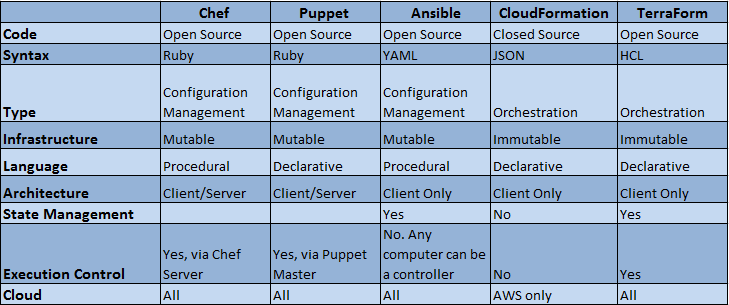 Chef Puppet Ansible CloudFormation TerraForm
Code Open Source Open Source Open Source Closed Source Open Source
Syntax Ruby Ruby YAML JSON HCL
Configuration Configuration Configuration
Type Management Management Management Orchestration Orchestration
Infrastructure Mutable Mutable Mutable Immutable Immutable
Language Procedural Declarative Procedural Declarative Declarative
Architecture Client/Server Client/Server Client Only Client Only Client Only
State Management Yes No Yes
No. Any
Yes, via Chef Yes, via Puppet computer can be
Execution Control Server Master a controller No Yes
Cloud All All All AWS only All